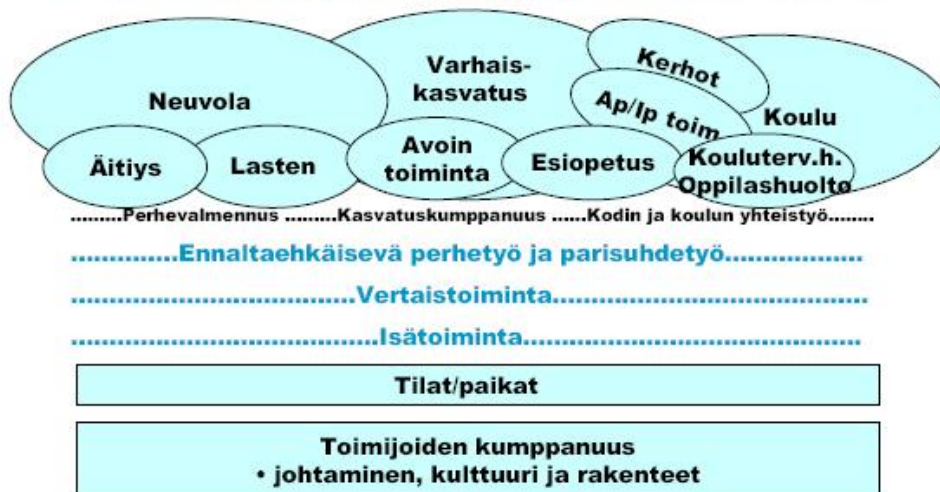 Neuvola
Varhais-
kasvatus
Kerhot
Ap/Ip toim
Koulu
Äitiys
Lasten
Avoin
toiminta
Esiopetus
Kouluterv.h.
Oppilashuolto
.........Perhevalmennus .........Kasvatuskumppanuus ......Kodin ja koulun yhteistyö........
..............Ennaltaehkäisevä perhetyö ja parisuhdetyö..................
.....................................Vertaistoiminta.........................................
........................................Isätoiminta............................................
Tilat/paikat
Toimijoiden kumppanuus
• johtaminen, kulttuuri ja rakenteet